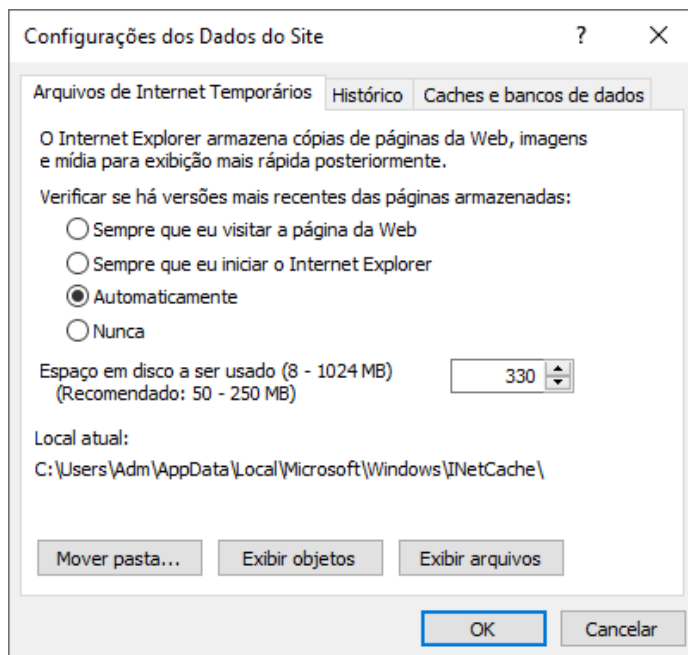 Configurações dos Dados do Site
Arquivos de Internet Temporários Histórico Caches e bancos de dados
O Internet Explorer armazena cópias de páginas da Web, imagens
e mídia para exibição mais rápida posteriormente.
Verificar se há versões mais recentes das páginas armazenadas:
Sempre que eu visitar a página da Web
Sempre que eu iniciar o Internet Explorer
Automaticamente
Nunca
Espaço em disco a ser usado (8 - 1024 MB) 330
(Recomendado: 50 - 250 MB)
Local atual:
C:\Users\Adm\AppData\Local\Microsoft\Windows\INetCache\
Mover pasta... Exibir objetos Exibir arquivos
OK Cancelar